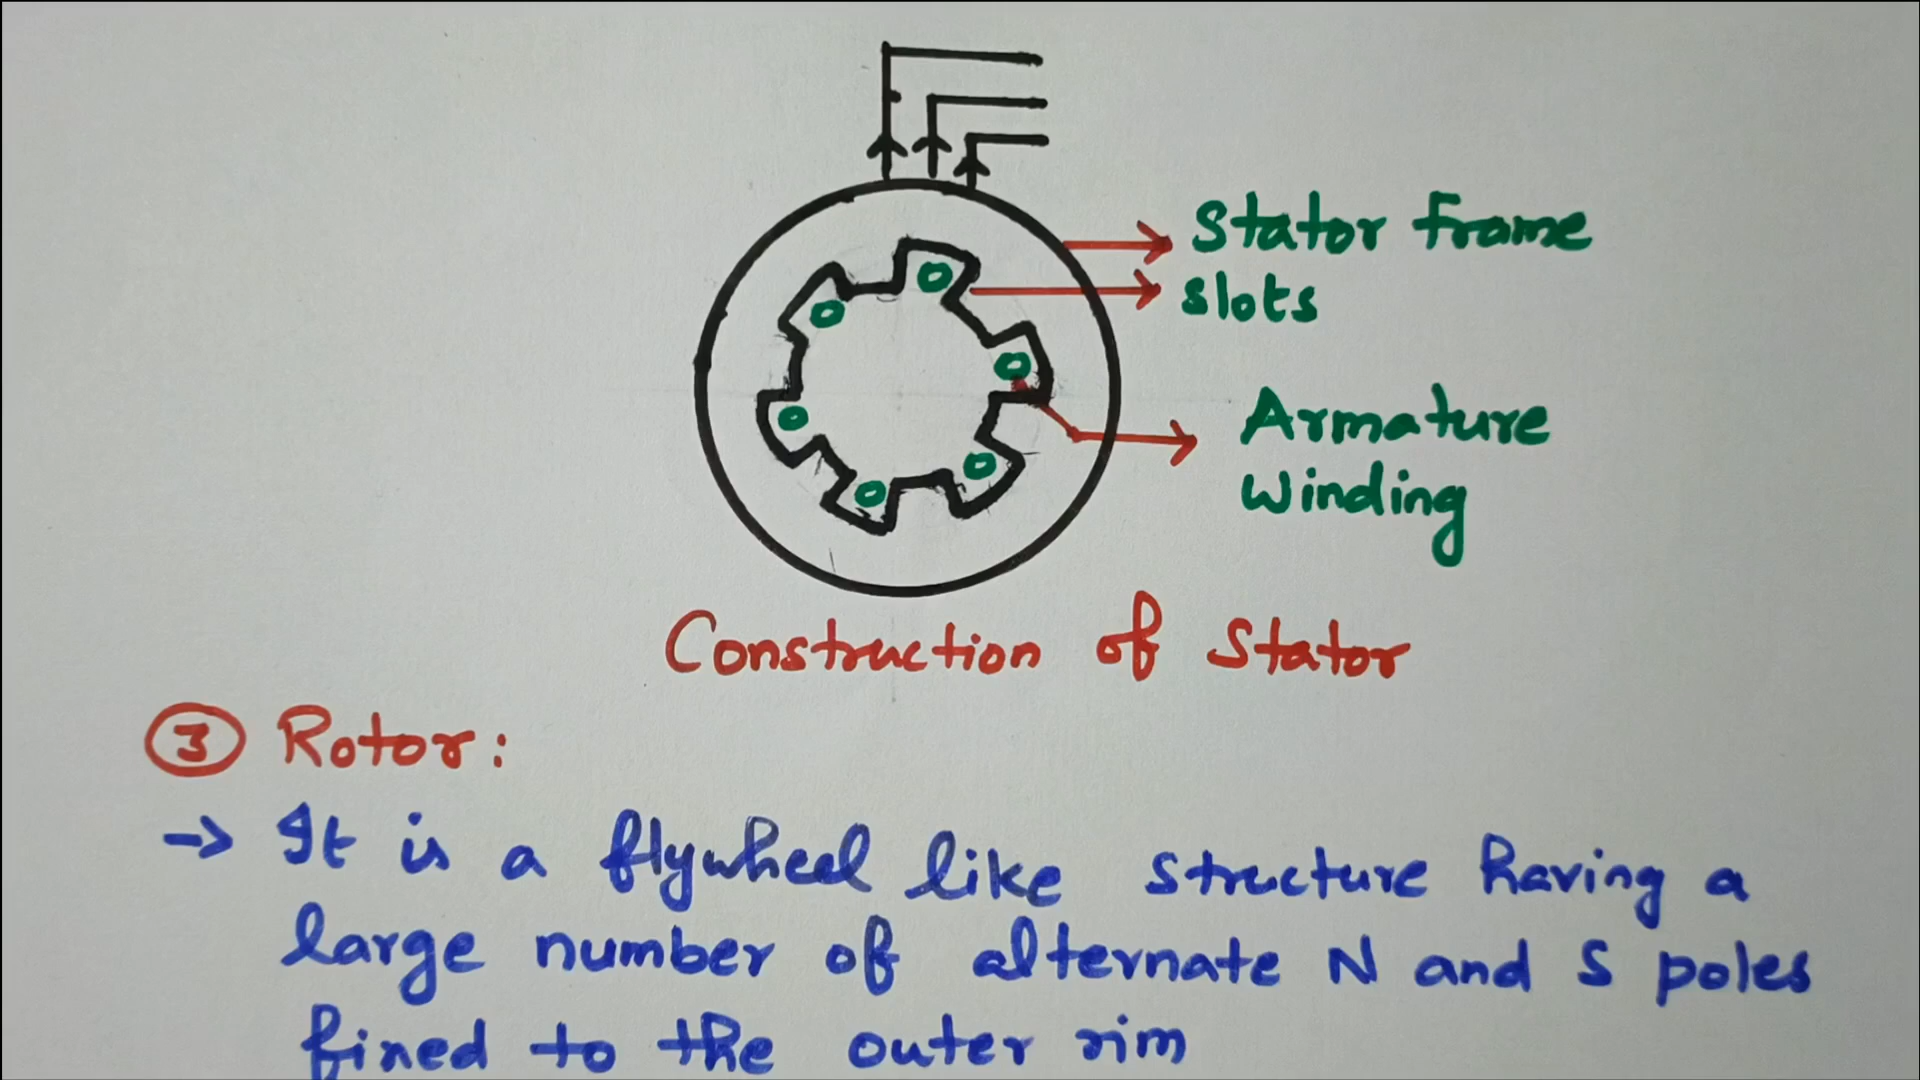 Stator frame
slots
Armature
Winding
Construction of Stator
3 Rotor:
→ It is a flywheel like structure having a
large number of alternate N and S poles
fixed to the outer rim